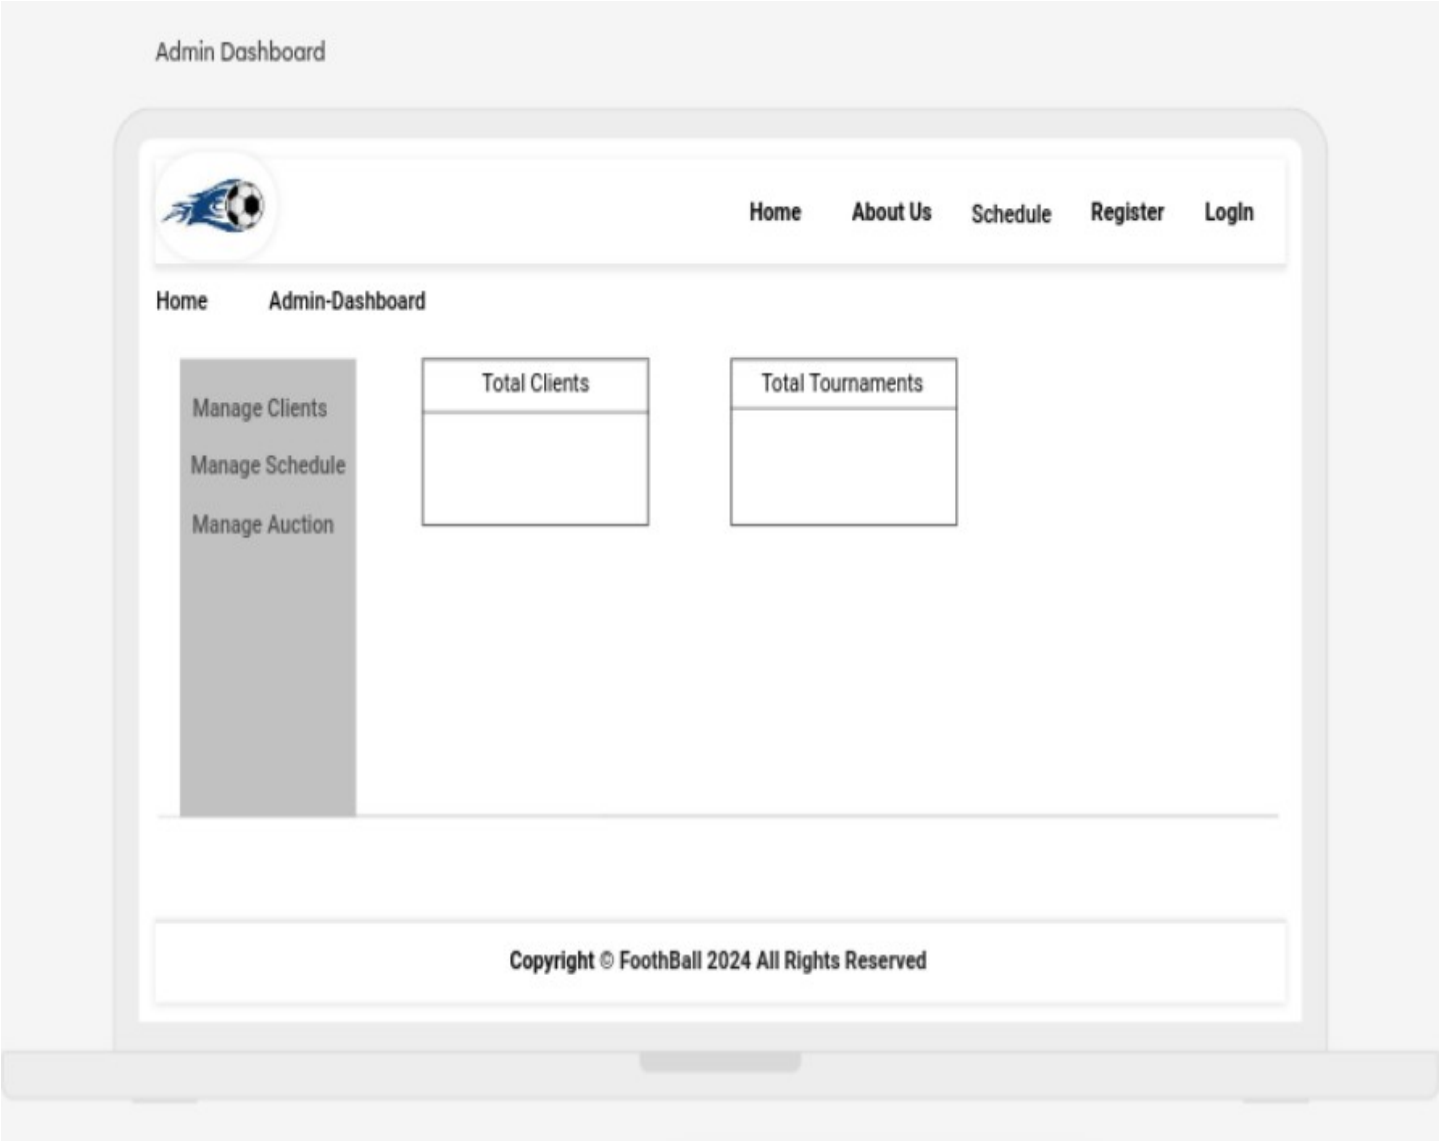 Admin Dashboard
Home About Us Schedule Register LogIn
Home Admin-Dashboard
Total Clients Total Tournaments
Manage Clients
Manage Schedule
Manage Auction
Copyright © FoothBall 2024 All Rights Reserved